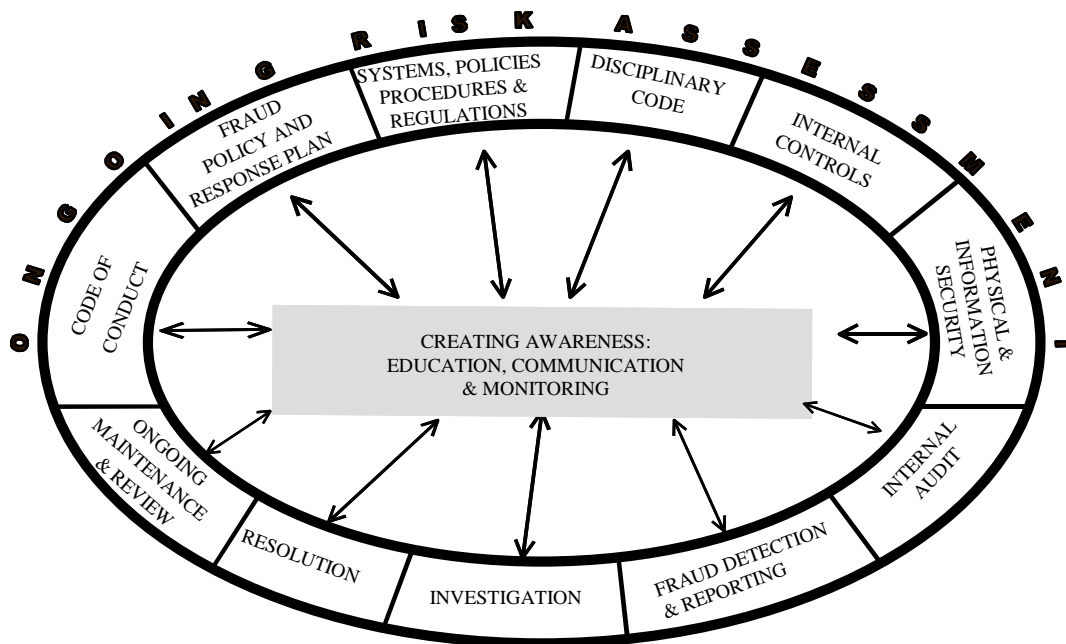 ONGOING RISK ASSESSMENT
CODE OF
CONDUCT
FRAUD
POLICY AND
RESPONSE PLAN
SYSTEMS, POLICIES
PROCEDURES &
REGULATIONS
DISCIPLINARY
CODE
INTERNAL
CONTROLS
PHYSICAL &
INFORMATION
SECURITY
INTERNAL
AUDIT
FRAUD DETECTION
& REPORTING
INVESTIGATION
RESOLUTION
ONGOING
MAINTENANCE
& REVIEW
CREATING AWARENESS:
EDUCATION, COMMUNICATION
& MONITORING